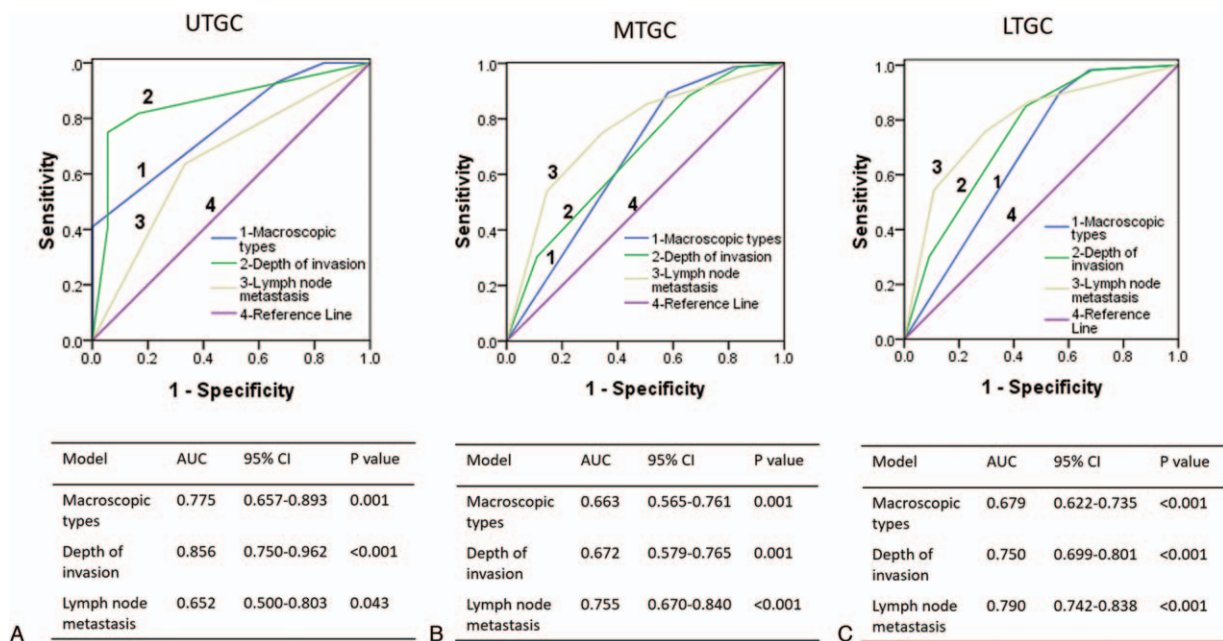 UTGC
.0
0.8
0.6
0.4
0.2
0.0
Sensitivity
0.0 0.2 0.4 0.6 0.8 1.0
1 - Specificity
2
1
3
4
1-Macroscopic
types
2-Depth of invasion
3-Lymph node
metastasis
4-Reference Line
Model AUC 95% CI P value
Macroscopic 0.775 0.657-0.893 0.001
types
Depth of 0.856 0.750-0.962 <0.001
invasion
Lymph node 0.652 0.500-0.803 0.043
metastasis
A
MTGC
1.0
0.8
0.6
0.4
0.2
0.0
Sensitivity
0.0 0.2 0.4 0.6 0.8 1.0
1 - Specificity
3
2
4
1
1-Macroscopic types
2-Depth of invasion
3-Lymph node
metastasis
4-Reference Line
Model AUC 95% CI P value
Macroscopic 0.663 0.565-0.761 0.001
types
Depth of 0.672 0.579-0.765 0.001
invasion
Lymph node 0.755 0.670-0.840 <0.001
metastasis
B
LTGC
1.0
0.8
0.6
0.4
0.2
0.0
Sensitivity
0.0 0.2 0.4 0.6 0.8 1.0
1 - Specificity
3
2
1
4
1-Macroscopic
types
2-Depth of
invasion
3-Lymph node
metastasis
4-Reference
Line
Model AUC 95% CI P value
Macroscopic 0.679 0.622-0.735 <0.001
types
Depth of 0.750 0.699-0.801 <0.001
invasion
Lymph node 0.790 0.742-0.838 <0.001
metastasis
C